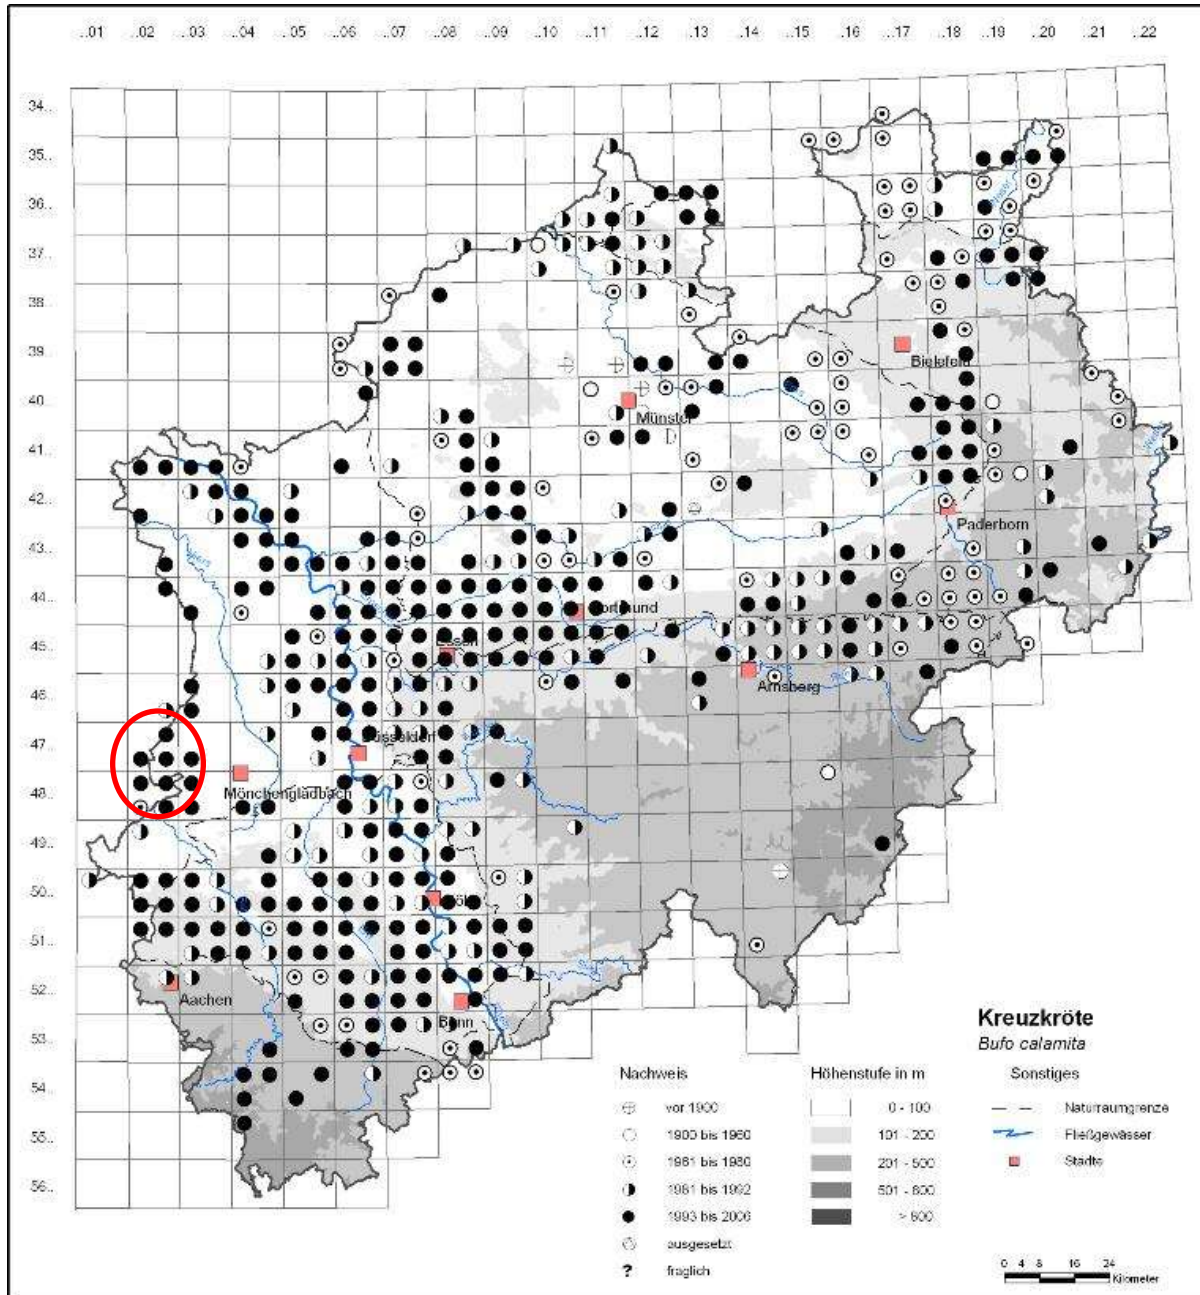 ..01 ..02 ..03 ..04 ..05 ..06 ..07 ..08 ..09 ..10 ..11 ..12 ..13 ..14 ..15 ..16 ..17 ..18 ..19 ..20 ..21 ..22
34..
35..
36..
37..
38..
39..
Bielefeld
40..
Münster
41..
42..
Paderborn
43..
44..
Dortmund
45..
Essen
Arnsberg
46..
47..
Düsseldorf
Mönchengladbach
48..
49..
50..
Köln
51..
Aachen
52..
Bonn
53..
54..
55..
56..
Kreuzkröte
Bufo calamita
Nachweis Höhenstufe in m Sonstiges
vor 1900 0 - 100 Naturraumgrenze
1900 bis 1960 101 - 200 Fließgewässer
1961 bis 1980 201 - 500 Städte
1981 bis 1992 501 - 800
1993 bis 2006 > 800
ausgesetzt
? fraglich
0 4 8 16 24
Kilometer